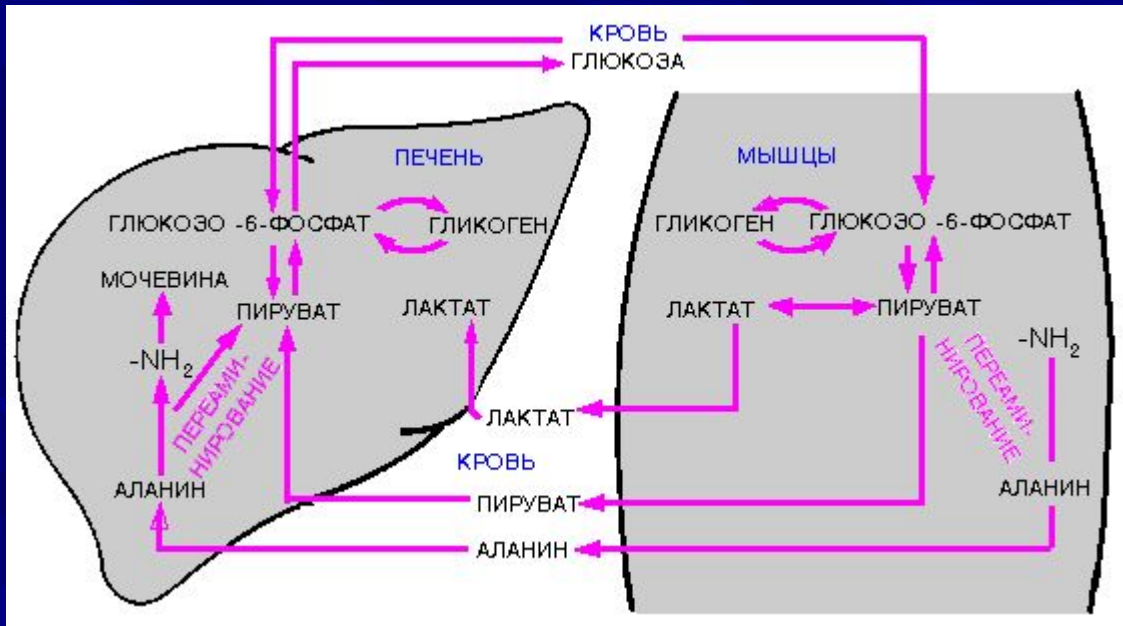 КРОВЬ
ГЛЮКОЗА
ПЕЧЕНЬ
МЫШЦЫ
ГЛЮКОЗО -6-ФОСФАТ
ГЛИКОГЕН
ГЛИКОГЕН
ГЛЮКОЗО -6-ФОСФАТ
МОЧЕВИНА
ПИРУВАТ
ЛАКТАТ
ЛАКТАТ
ПИРУВАТ
-NH2
ПЕРЕАМИ-
НИРОВАНИЕ
ПЕРЕАМИ-
НИРОВАНИЕ
-NH2
ЛАКТАТ
КРОВЬ
АЛАНИН
ПИРУВАТ
АЛАНИН
АЛАНИН